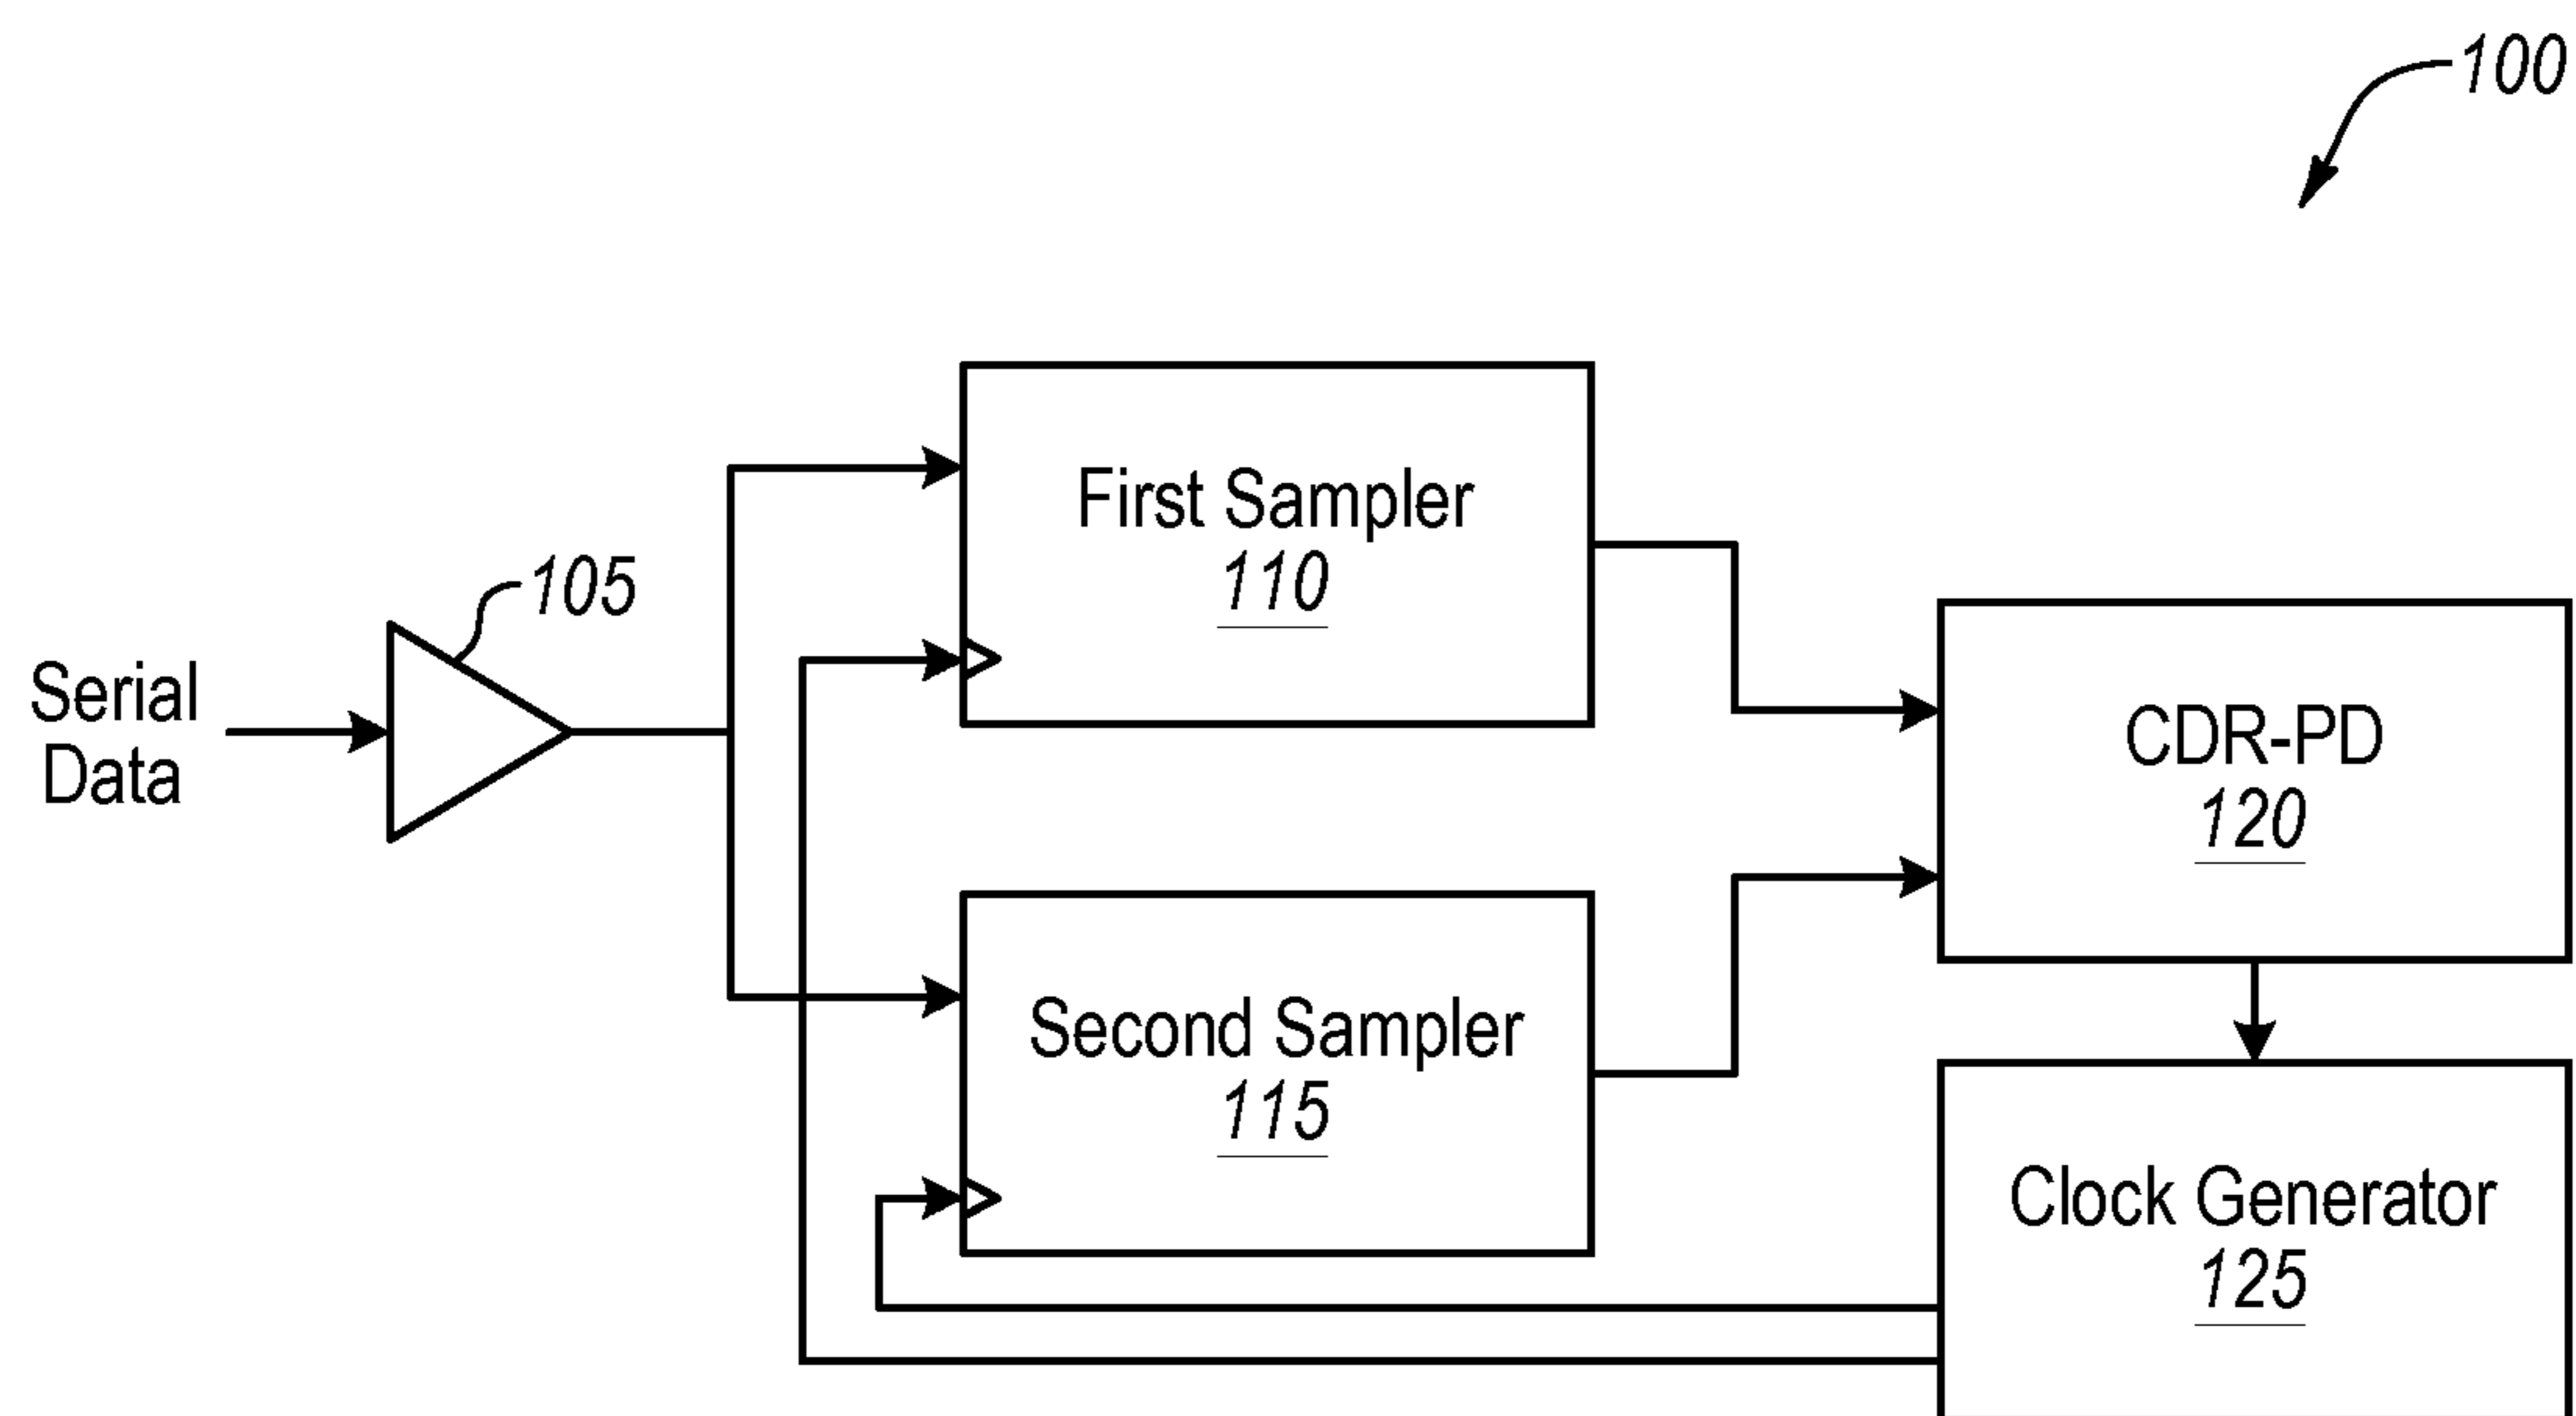 100
First Sampler
110
105
Serial
Data
CDR-PD
120
Second Sampler
115
Clock Generator
125